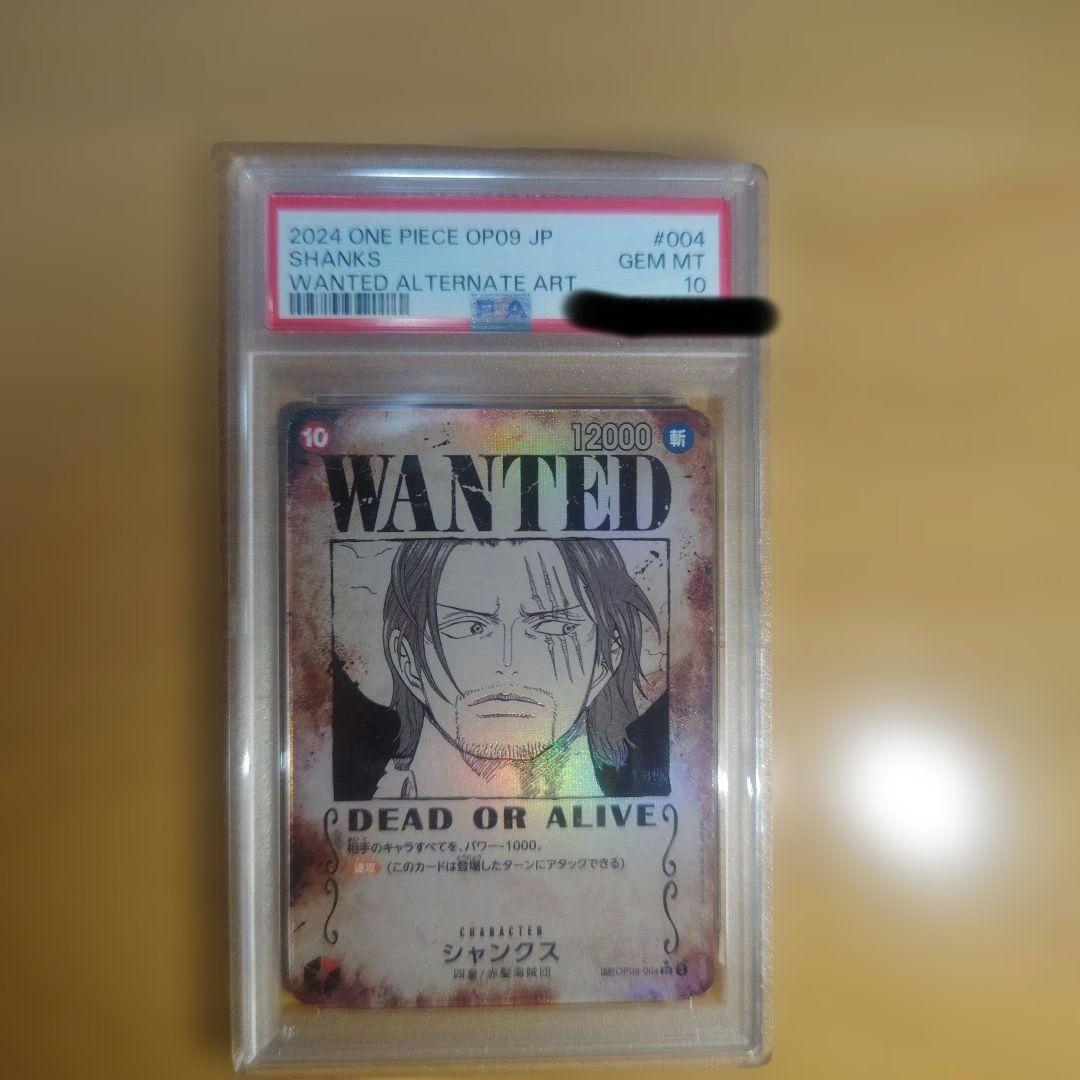 2024 ONE PIECE OP09 JP #004
SHANKS GEM MT
WANTED ALTERNATE ART 10
PSA
10 12000 斬
WANTED
DEAD OR ALIVE
相手のキャラすべてを、パワー-1000。
速攻 (このカードは登場したターンにアタックできる)
CHARACTER
シャンクス
四皇/赤髪海賊団
OP09-004